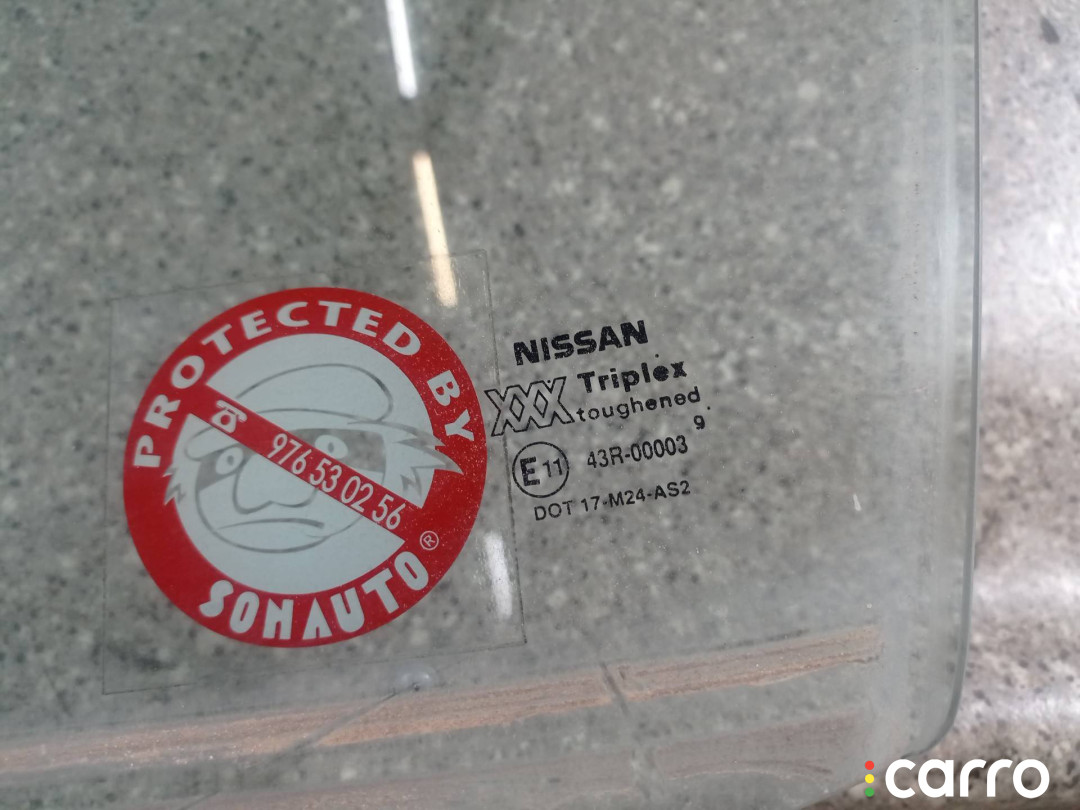 PROTECTED BY
☎ 976 53 02 56
SONAUTO®
NISSAN
XXX Triplex
toughened
9
E11 43R-00003
DOT 17-M24-AS2
carro